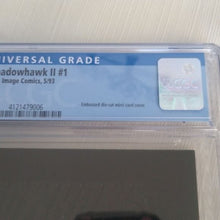 IVERSAL GRADE
adowhawk II #1
Image Comics, 5/93
4121479006
Embossed die-cut mini-card cover